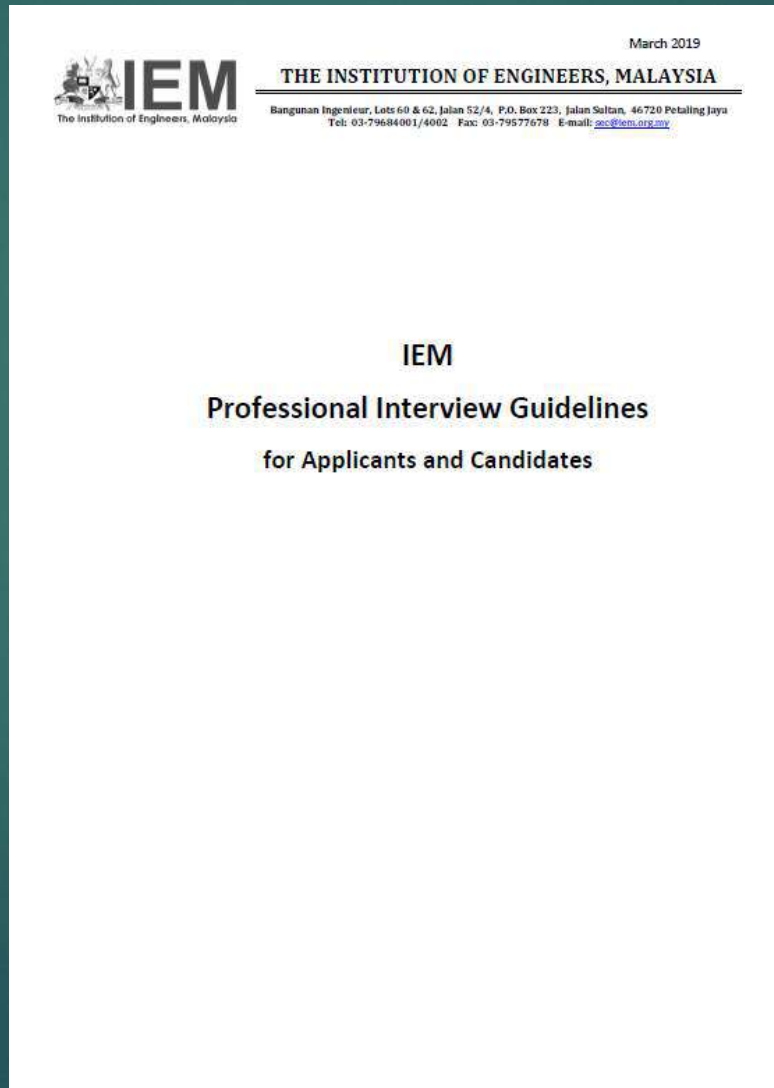 March 2019
IEM
The Institution of Engineers, Malaysia
THE INSTITUTION OF ENGINEERS, MALAYSIA
Bangunan Ingenieur, Lots 60 & 62, Jalan 52/4, P.O. Box 223, Jalan Sultan, 46720 Petaling Jaya
Tel: 03-79684001/4002 Fax: 03-79577678 E-mail: sec@iem.org.my
IEM
Professional Interview Guidelines
for Applicants and Candidates